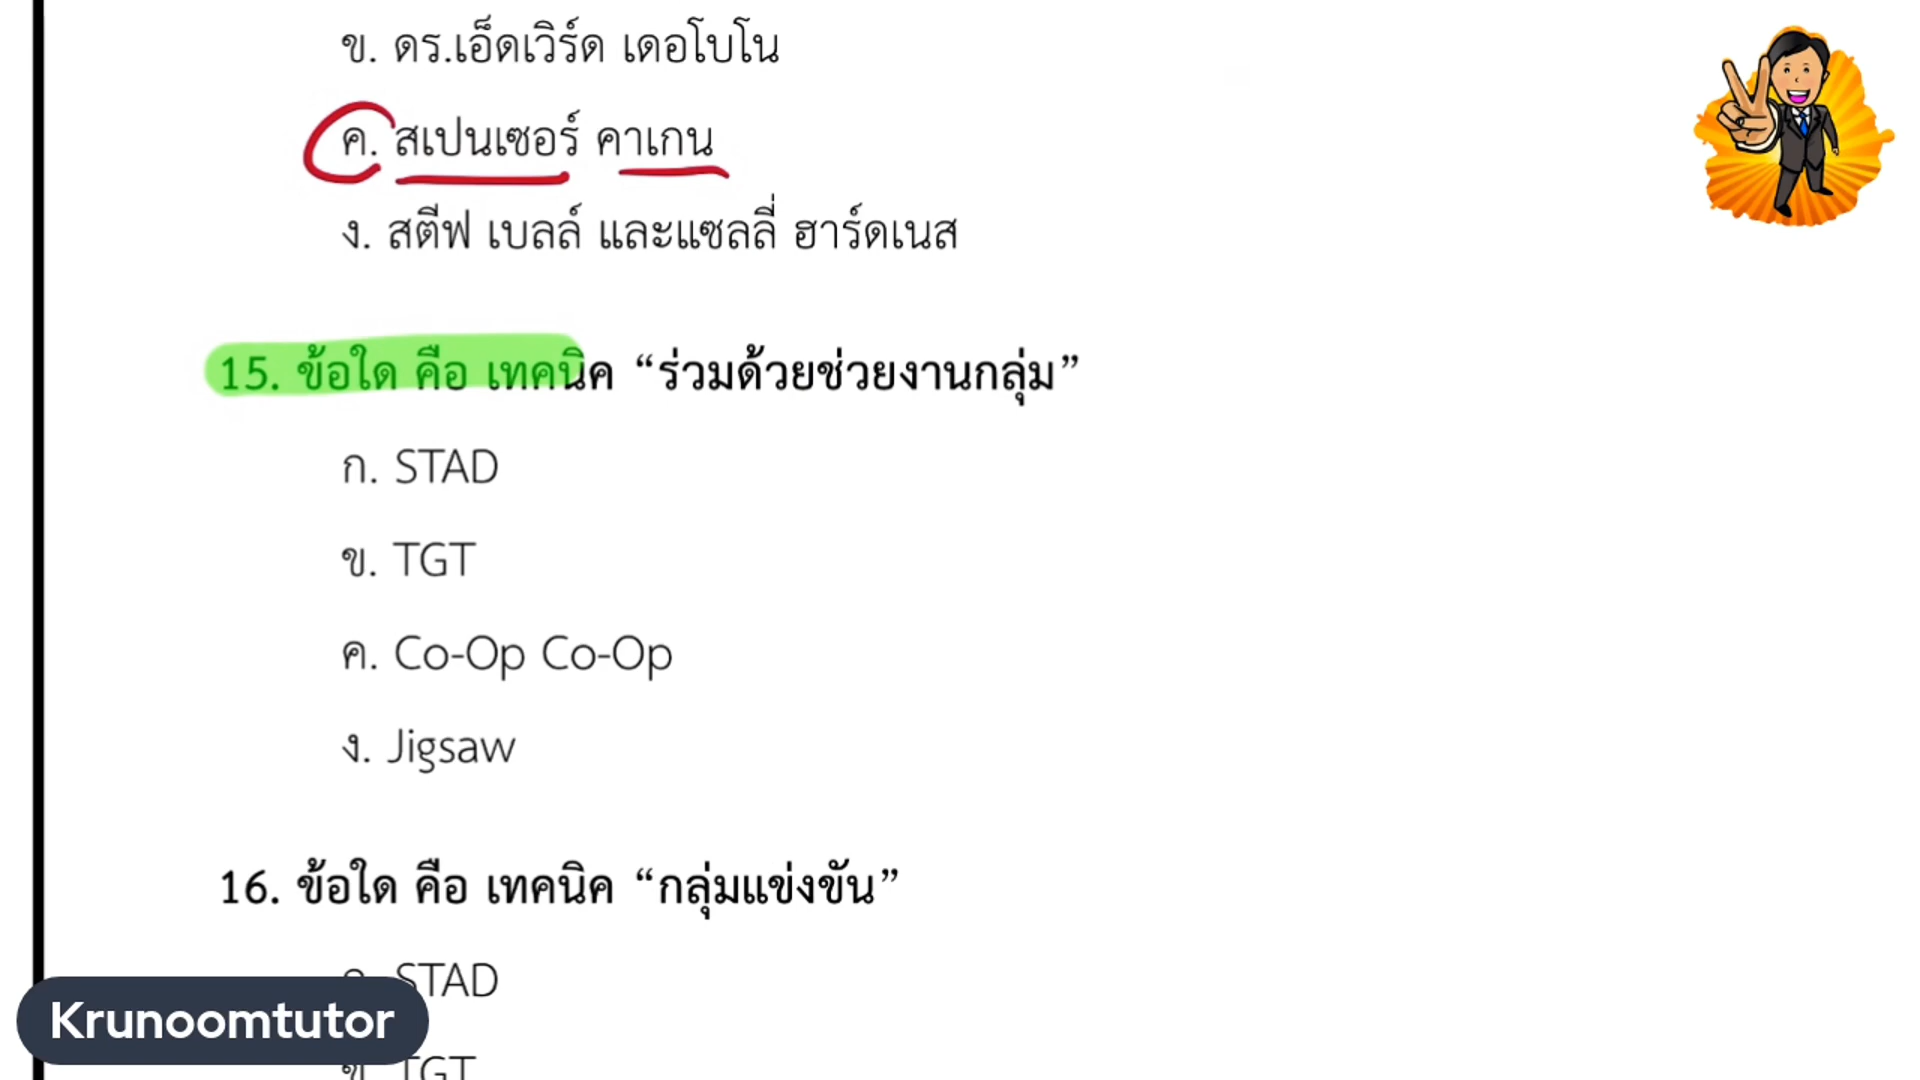 ข. ดร.เอ็ดเวิร์ด เดอโบโน
ค. สเปนเซอร์ คาเกน
ง. สตีฟ เบลล์ และแซลลี่ ฮาร์ดเนส
15. ข้อใด คือ เทคนิค “ร่วมด้วยช่วยงานกลุ่ม”
ก. STAD
ข. TGT
ค. Co-Op Co-Op
ง. Jigsaw
16. ข้อใด คือ เทคนิค “กลุ่มแข่งขัน”
STAD
Krunoomtutor
ข. TGT